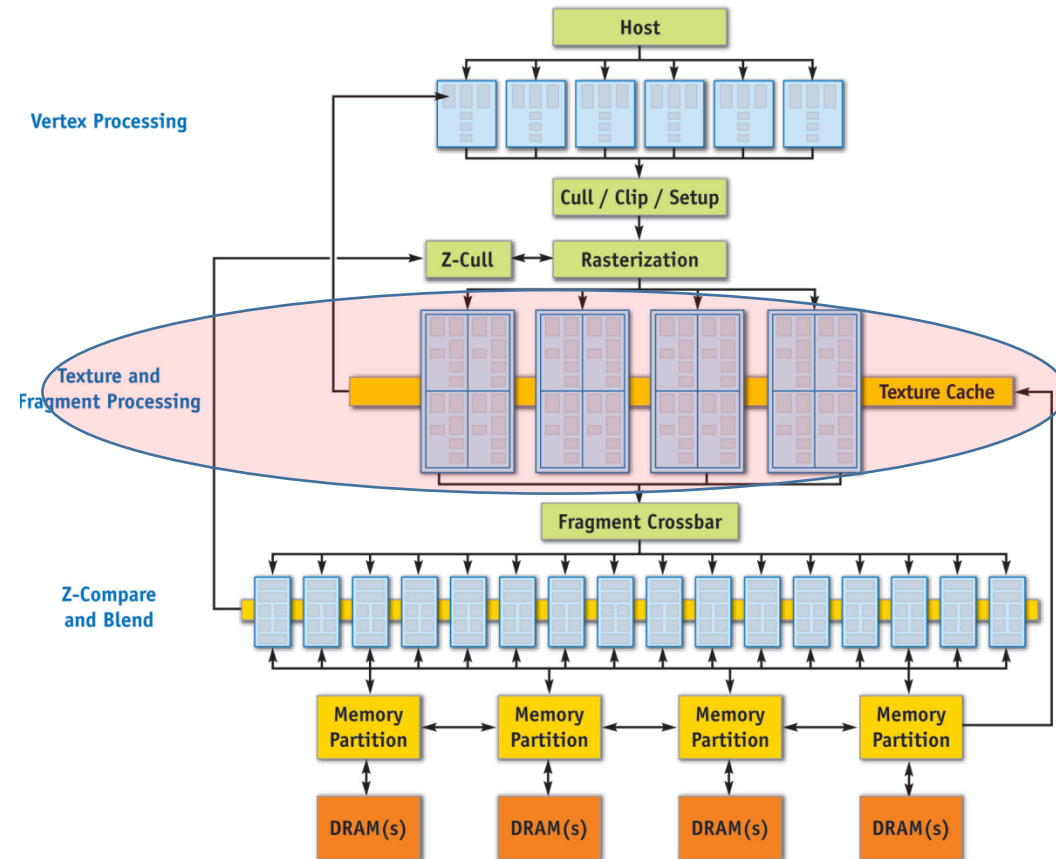 Host
Vertex Processing
Cull / Clip / Setup
Z-Cull
Rasterization
Texture and
Fragment Processing
Texture Cache
Fragment Crossbar
Z-Compare
and Blend
Memory
Partition
Memory
Partition
Memory
Partition
Memory
Partition
DRAM(s)
DRAM(s)
DRAM(s)
DRAM(s)